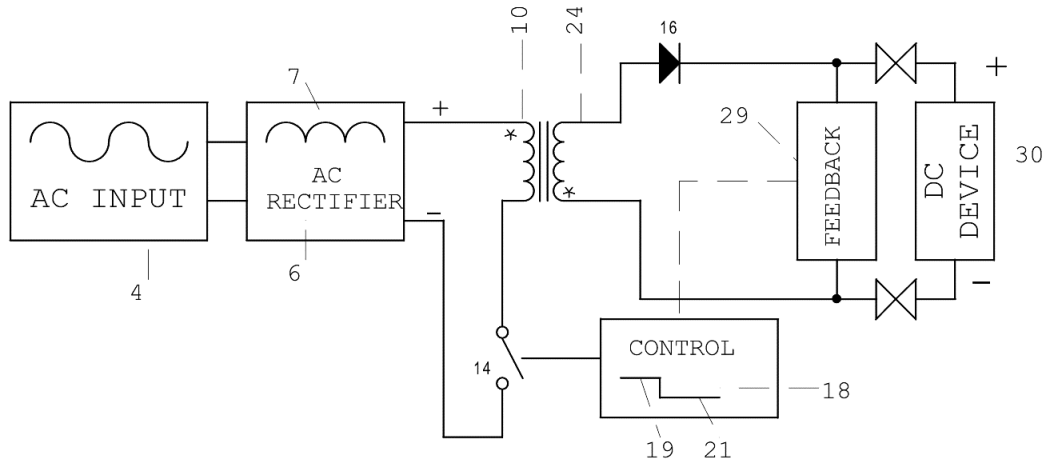 10
24
16
7
+
+
*
29
AC INPUT
AC
RECTIFIER
FEEDBACK
DC
DEVICE
30
*
−
4
6
−
14
CONTROL
18
19
21